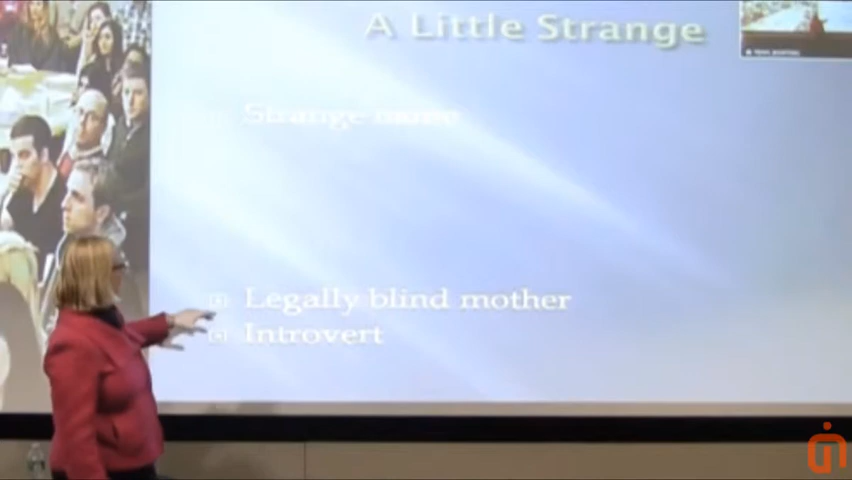 A Little Strange
Strange name
Legally blind mother
Introvert